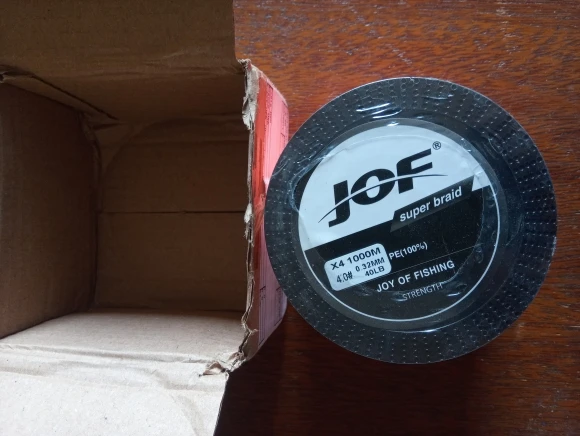 JOF®
super braid
X4 1000M
PE(100%)
4.0# 0.32MM
40LB
JOY OF FISHING
STRENGTH